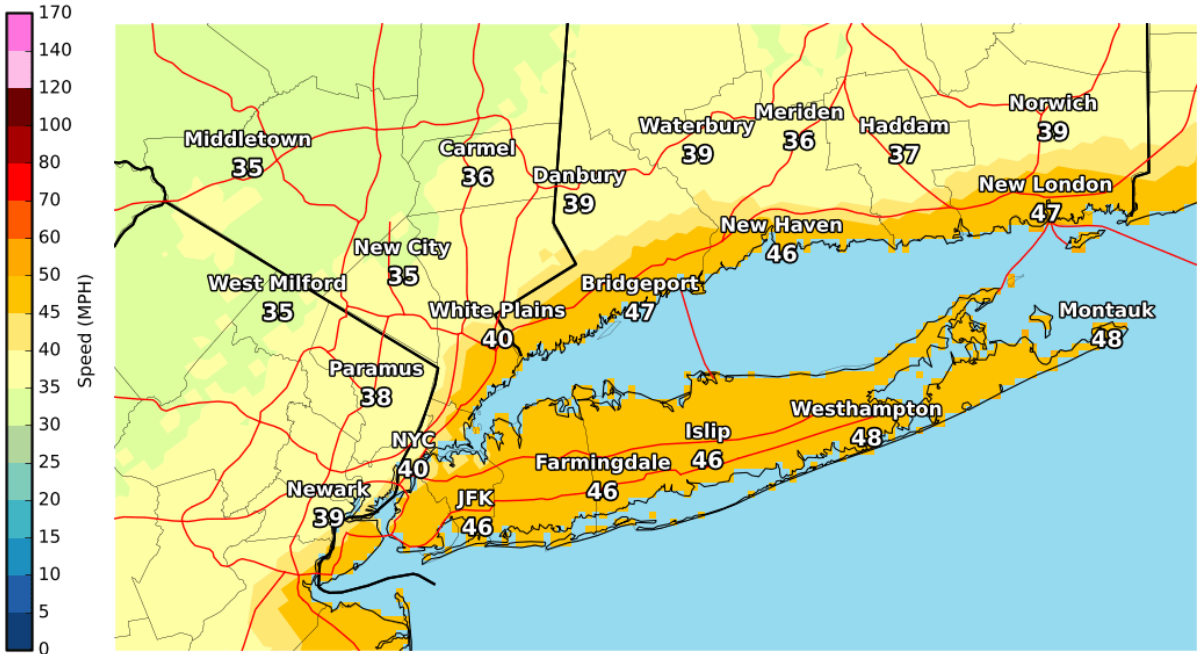 170
140
120
100
80
70
60
50
45
40
35
30
25
20
15
10
5
0
Speed (MPH)
Middletown
35
Carmel
36
Danbury
39
Waterbury
39
Meriden
36
Haddam
37
Norwich
39
New London
47
New Haven
46
New City
35
West Milford
35
White Plains
40
Bridgeport
47
Montauk
48
Paramus
38
NYC
40
Islip
46
Westhampton
48
Farmingdale
46
Newark
39
JFK
46